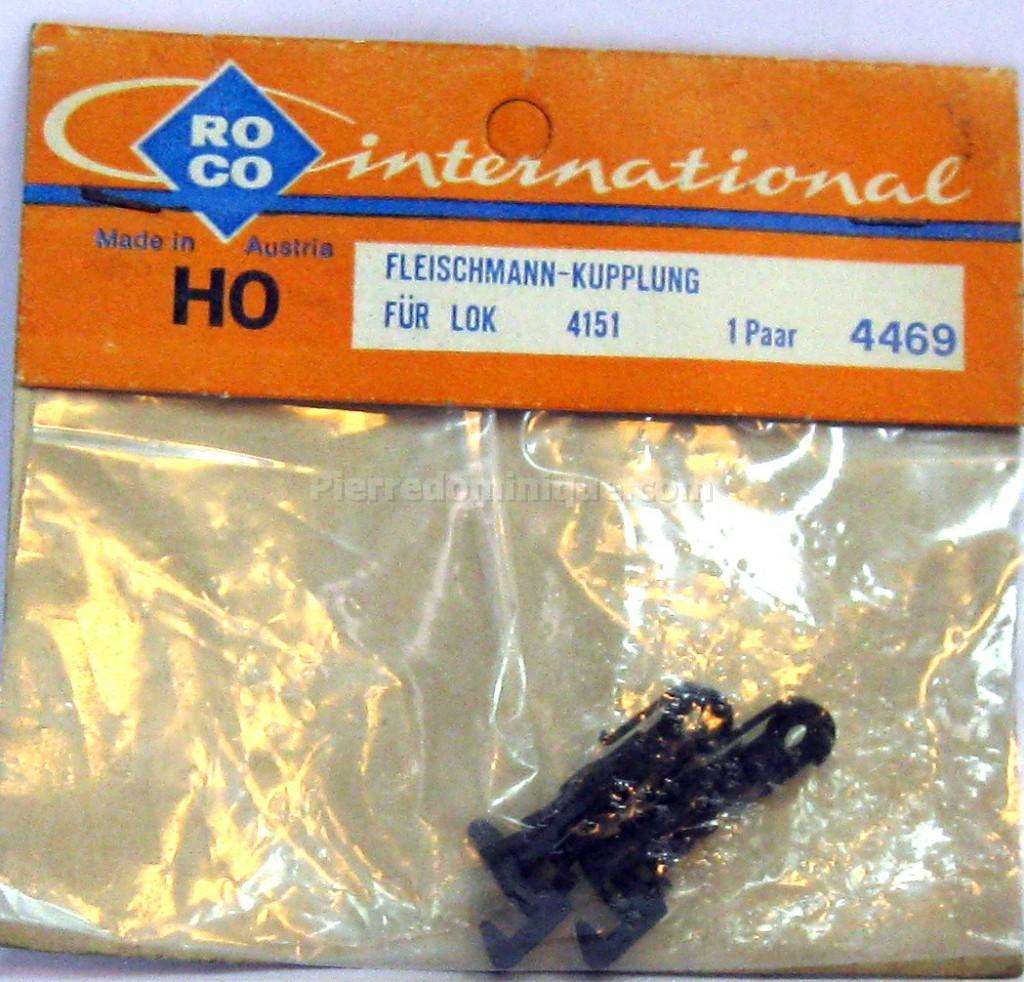 RO
CO
international
Made in Austria
HO
FLEISCHMANN-KUPPLUNG
FÜR LOK 4151 1 Paar 4469
Pierredominique.com